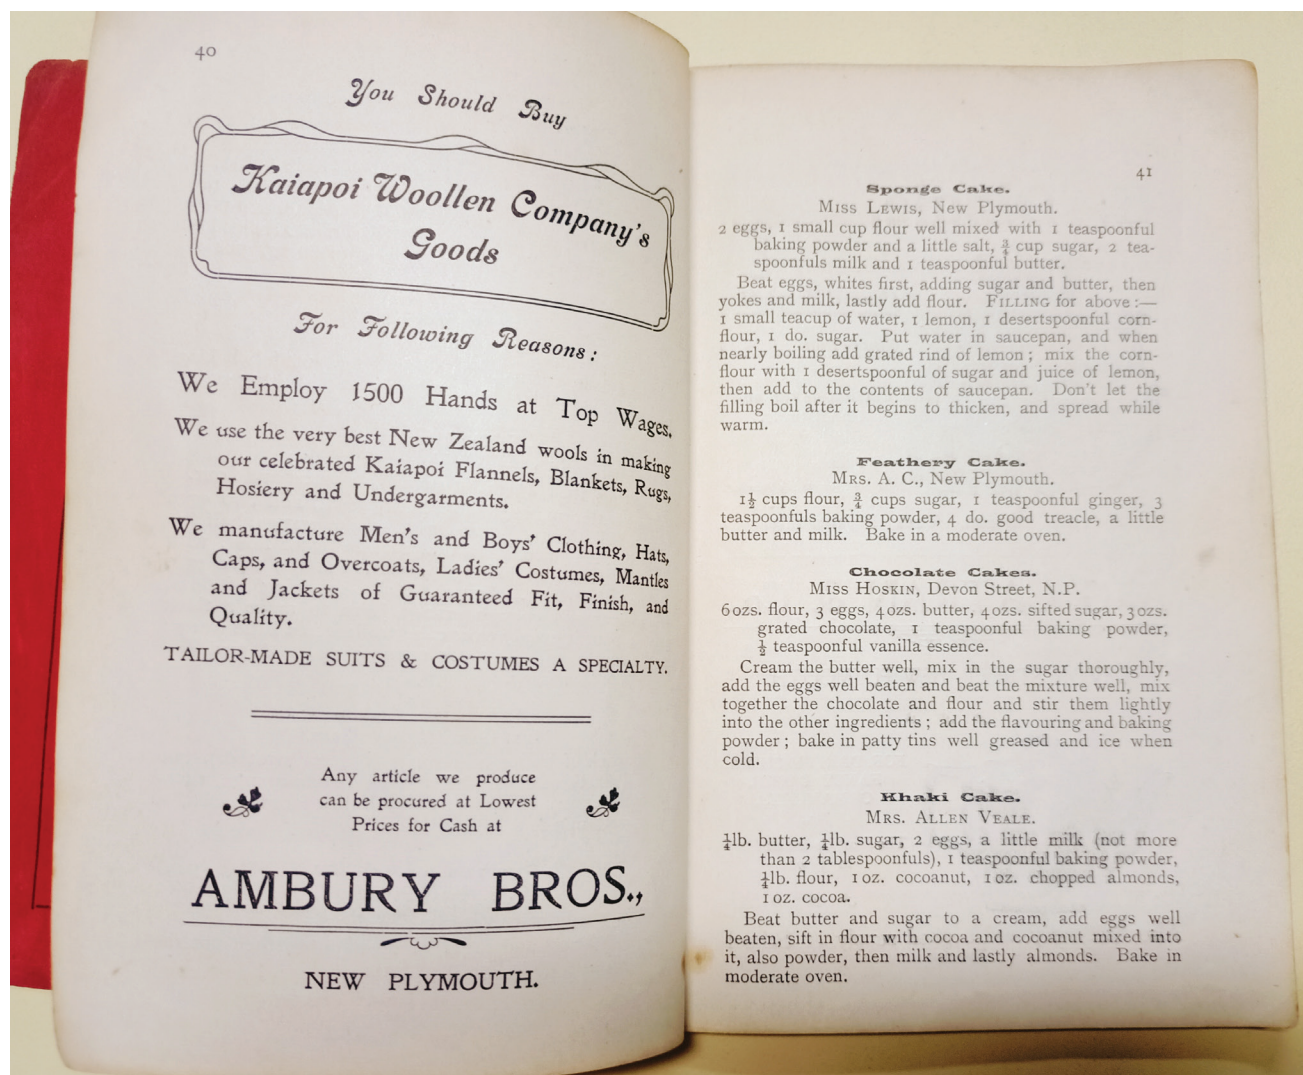 40
You Should Buy
Kaiapoi Woollen Company's
Goods
For Following Reasons:
We Employ 1500 Hands at Top Wages.
We use the very best New Zealand wools in making
our celebrated Kaiapoi Flannels, Blankets, Rugs,
Hosiery and Undergarments.
We manufacture Men's and Boys' Clothing, Hats,
Caps, and Overcoats, Ladies' Costumes, Mantles
and Jackets of Guaranteed Fit, Finish, and
Quality.
TAILOR-MADE SUITS & COSTUMES A SPECIALTY.
Any article we produce
can be procured at Lowest
Prices for Cash at
AMBURY BROS.,
NEW PLYMOUTH.
41
Sponge Cake.
Miss Lewis, New Plymouth.
2 eggs, 1 small cup flour well mixed with 1 teaspoonful
baking powder and a little salt, ¾ cup sugar, 2 tea-
spoonfuls milk and 1 teaspoonful butter.
Beat eggs, whites first, adding sugar and butter, then
yokes and milk, lastly add flour. Filling for above :—
1 small teacup of water, 1 lemon, 1 desertspoonful corn-
flour, 1 do. sugar. Put water in saucepan, and when
nearly boiling add grated rind of lemon ; mix the corn-
flour with 1 desertspoonful of sugar and juice of lemon,
then add to the contents of saucepan. Don't let the
filling boil after it begins to thicken, and spread while
warm.
Feathery Cake.
Mrs. A. C., New Plymouth.
1½ cups flour, ¾ cups sugar, 1 teaspoonful ginger, 3
teaspoonfuls baking powder, 4 do. good treacle, a little
butter and milk. Bake in a moderate oven.
Chocolate Cakes.
Miss Hoskin, Devon Street, N.P.
6 ozs. flour, 3 eggs, 4 ozs. butter, 4 ozs. sifted sugar, 3 ozs.
grated chocolate, 1 teaspoonful baking powder,
½ teaspoonful vanilla essence.
Cream the butter well, mix in the sugar thoroughly,
add the eggs well beaten and beat the mixture well, mix
together the chocolate and flour and stir them lightly
into the other ingredients ; add the flavouring and baking
powder ; bake in patty tins well greased and ice when
cold.
Khaki Cake.
Mrs. Allen Veale.
¼lb. butter, ¼lb. sugar, 2 eggs, a little milk (not more
than 2 tablespoonfuls), 1 teaspoonful baking powder,
¼lb. flour, 1 oz. cocoanut, 1 oz. chopped almonds,
1 oz. cocoa.
Beat butter and sugar to a cream, add eggs well
beaten, sift in flour with cocoa and cocoanut mixed into
it, also powder, then milk and lastly almonds. Bake in
moderate oven.